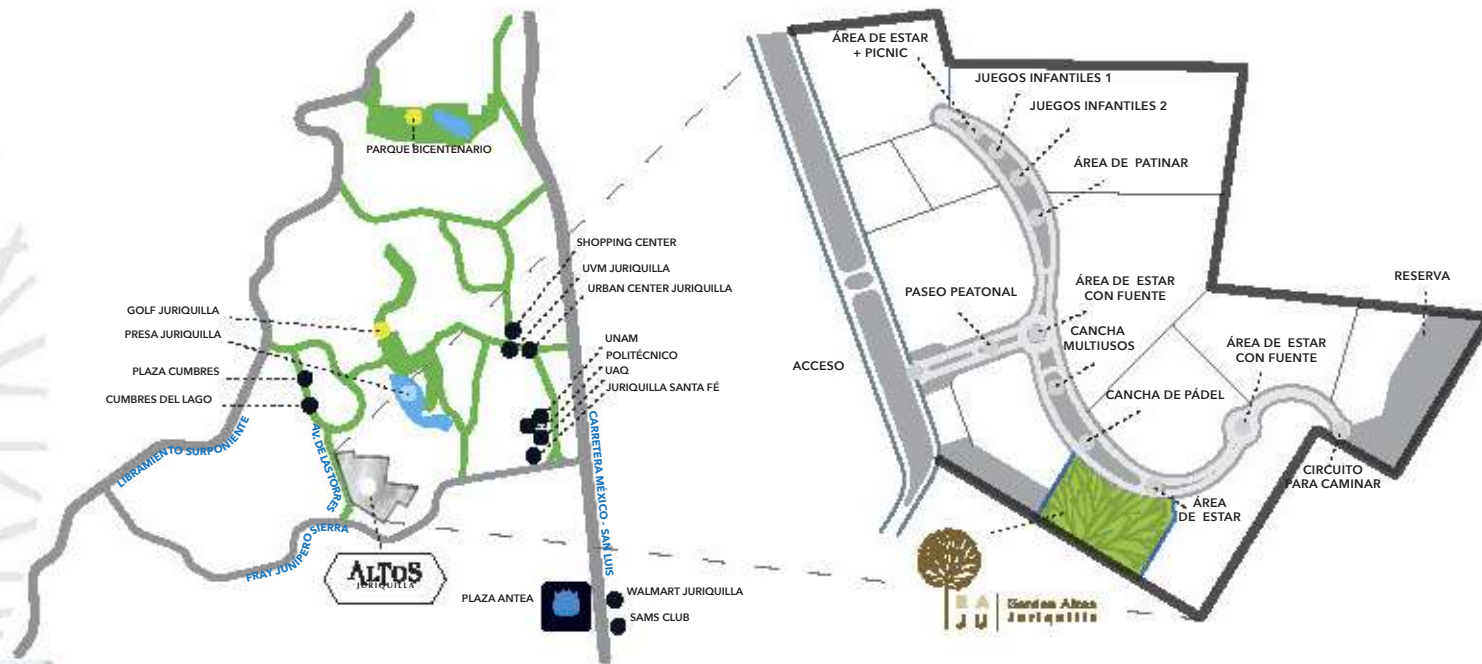 PARQUE BICENTENARIO
SHOPPING CENTER
UVM JURIQUILLA
URBAN CENTER JURIQUILLA
GOLF JURIQUILLA
PRESA JURIQUILLA
PLAZA CUMBRES
CUMBRES DEL LAGO
UNAM
POLITÉCNICO
UAQ
JURIQUILLA SANTA FÉ
LIBRAMIENTO SURPONIENTE
AV. DE LAS TORRES
FRAY JUNIPERO SIERRA
CARRETERA MÉXICO - SAN LUIS
ALTOS
JURIQUILLA
PLAZA ANTEA
WALMART JURIQUILLA
SAMS CLUB
ÁREA DE ESTAR
+ PICNIC
JUEGOS INFANTILES 1
JUEGOS INFANTILES 2
ÁREA DE PATINAR
PASEO PEATONAL
ÁREA DE ESTAR
CON FUENTE
CANCHA
MULTIUSOS
ACCESO
RESERVA
ÁREA DE ESTAR
CON FUENTE
CANCHA DE PÁDEL
CIRCUITO
PARA CAMINAR
ÁREA
DE ESTAR
EA
JU
Garden Altos
Juriquilla